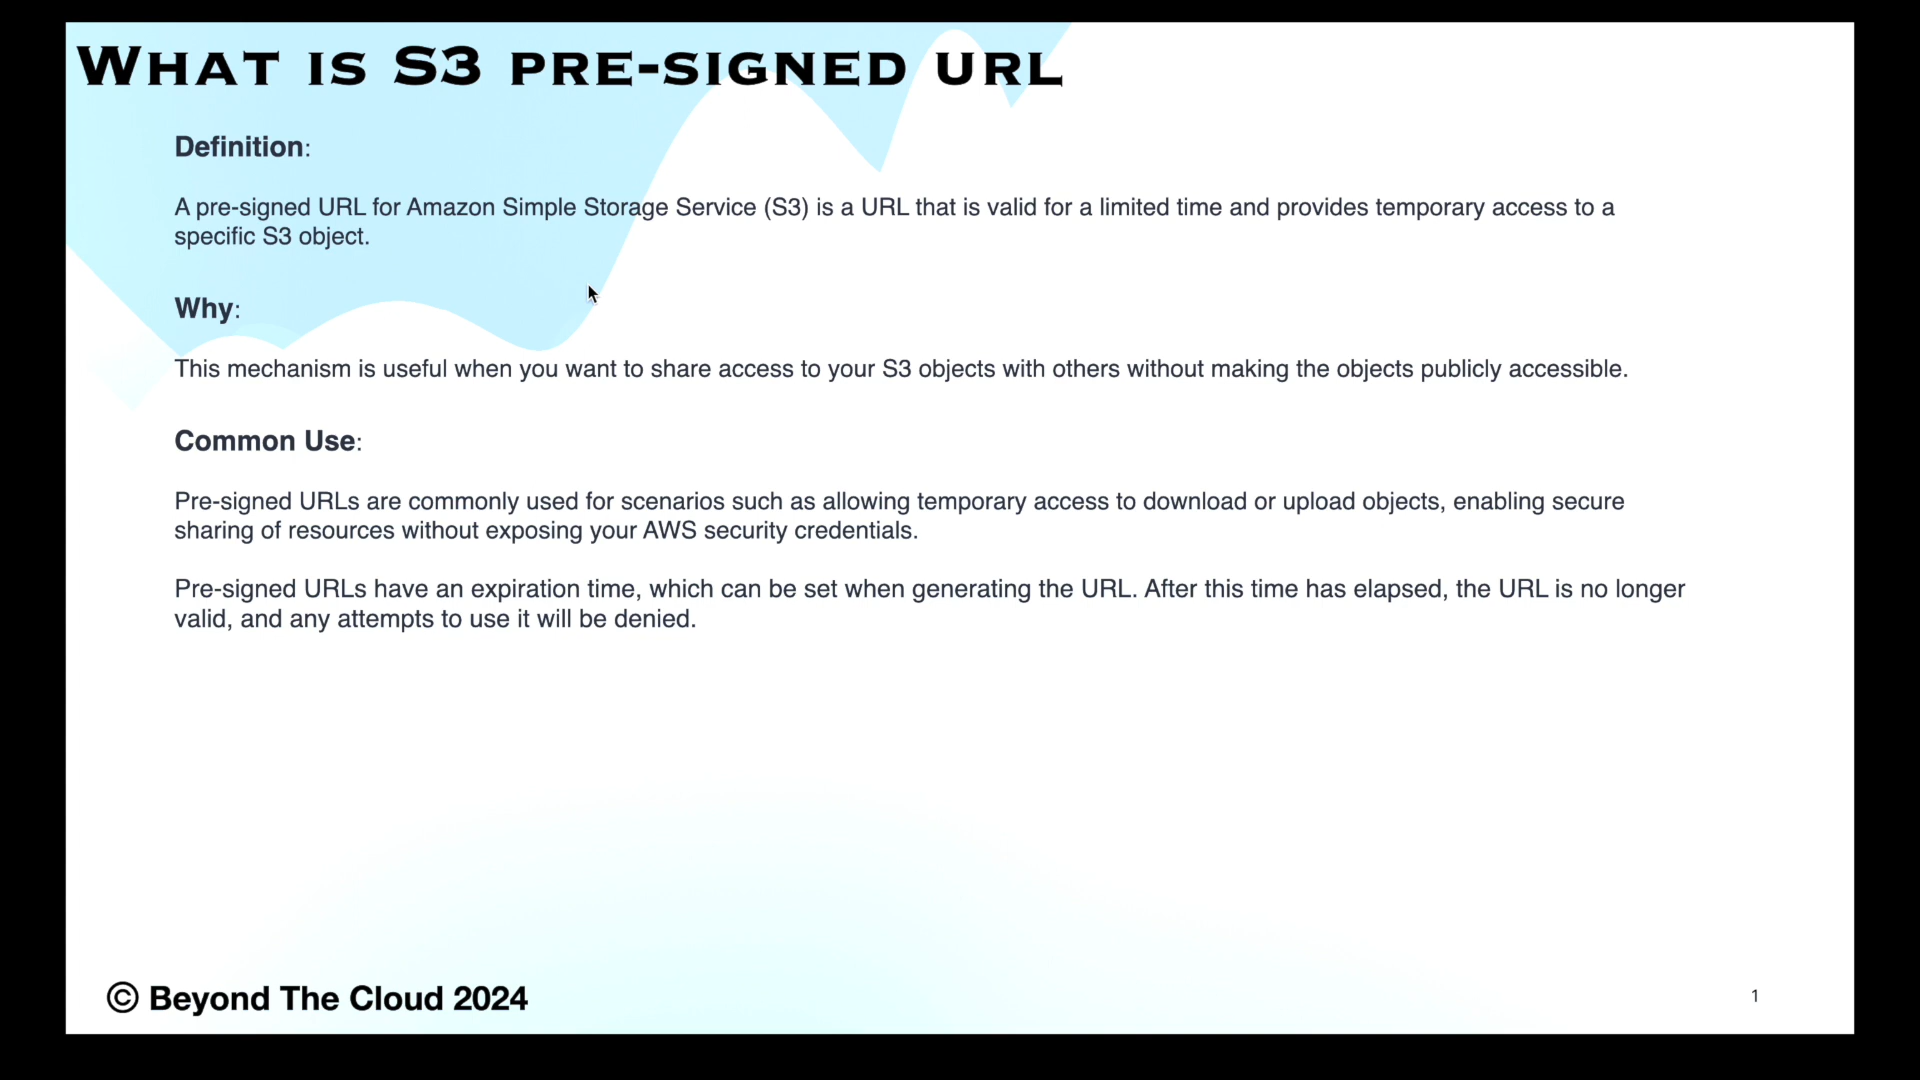 What is S3 pre-signed url
Definition:
A pre-signed URL for Amazon Simple Storage Service (S3) is a URL that is valid for a limited time and provides temporary access to a
specific S3 object.
Why:
This mechanism is useful when you want to share access to your S3 objects with others without making the objects publicly accessible.
Common Use:
Pre-signed URLs are commonly used for scenarios such as allowing temporary access to download or upload objects, enabling secure
sharing of resources without exposing your AWS security credentials.
Pre-signed URLs have an expiration time, which can be set when generating the URL. After this time has elapsed, the URL is no longer
valid, and any attempts to use it will be denied.
© Beyond The Cloud 2024
1